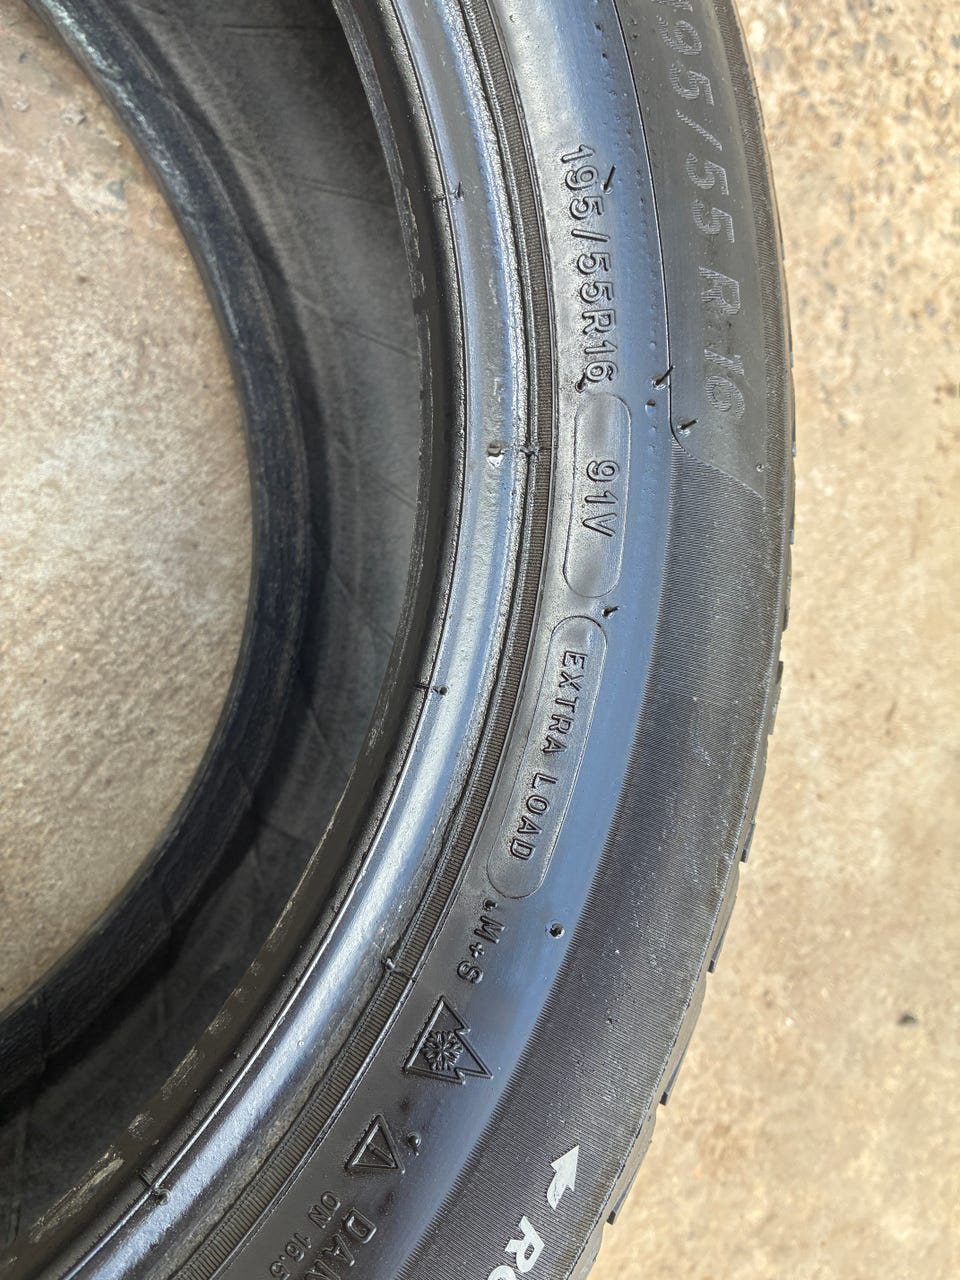 195/55 R 16
195/55R16
91V
EXTRA LOAD
M+S